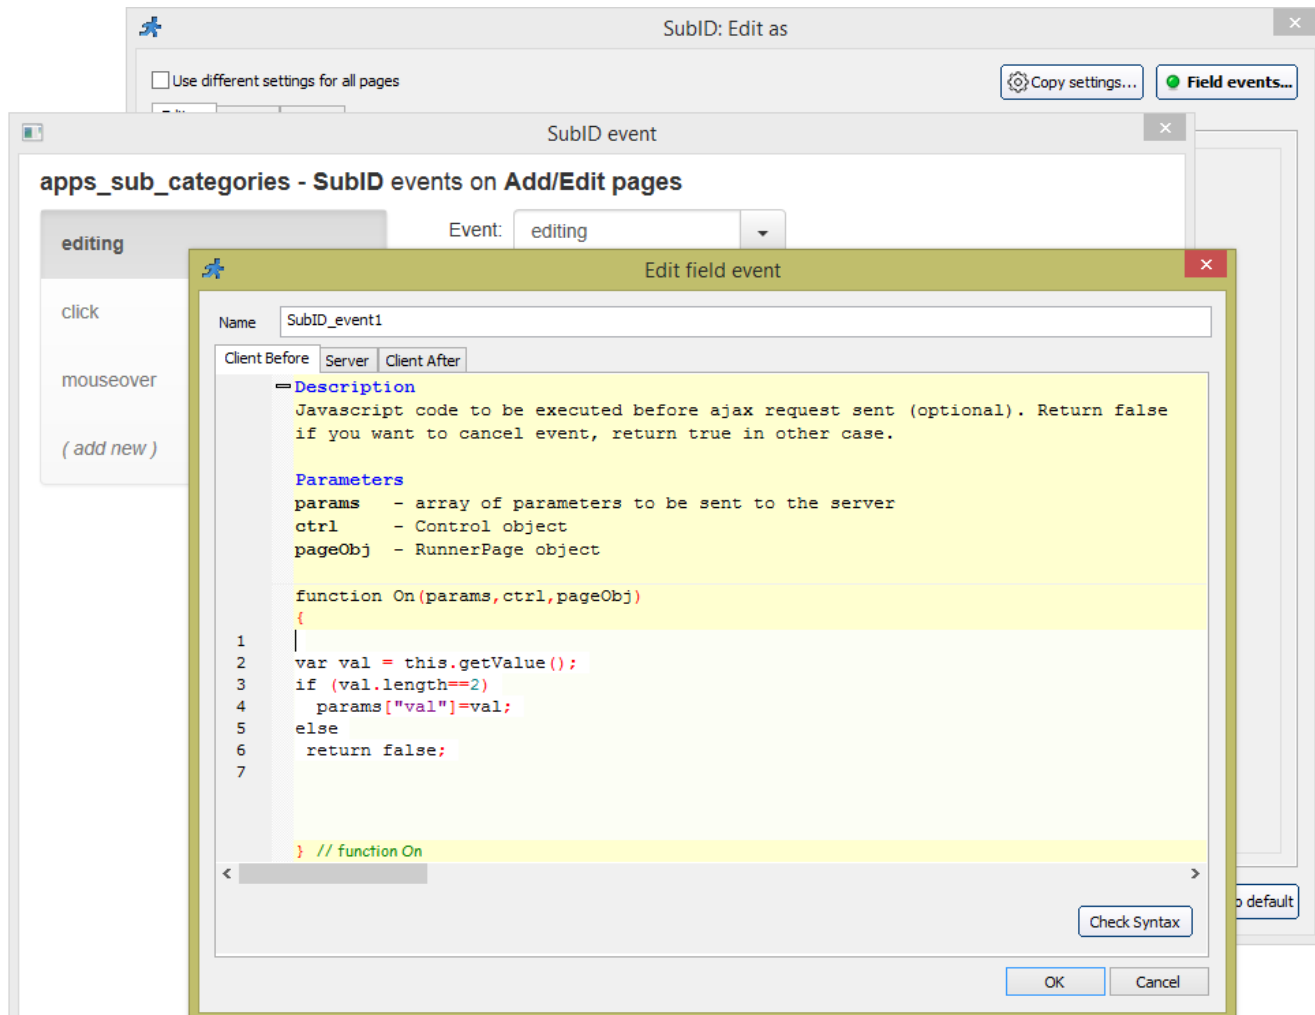 SubID: Edit as
Use different settings for all pages
Copy settings...
Field events...
SubID event
apps_sub_categories - SubID events on Add/Edit pages
editing
Event:
editing
click
mouseover
( add new )
Edit field event
Name
SubID_event1
Client Before
Server
Client After
Description
Javascript code to be executed before ajax request sent (optional). Return false
if you want to cancel event, return true in other case.
Parameters
params - array of parameters to be sent to the server
ctrl - Control object
pageObj - RunnerPage object
function On(params,ctrl,pageObj)
{
1
2 var val = this.getValue();
3 if (val.length==2)
4 params["val"]=val;
5 else
6 return false;
7
} // function On
Check Syntax
default
OK
Cancel